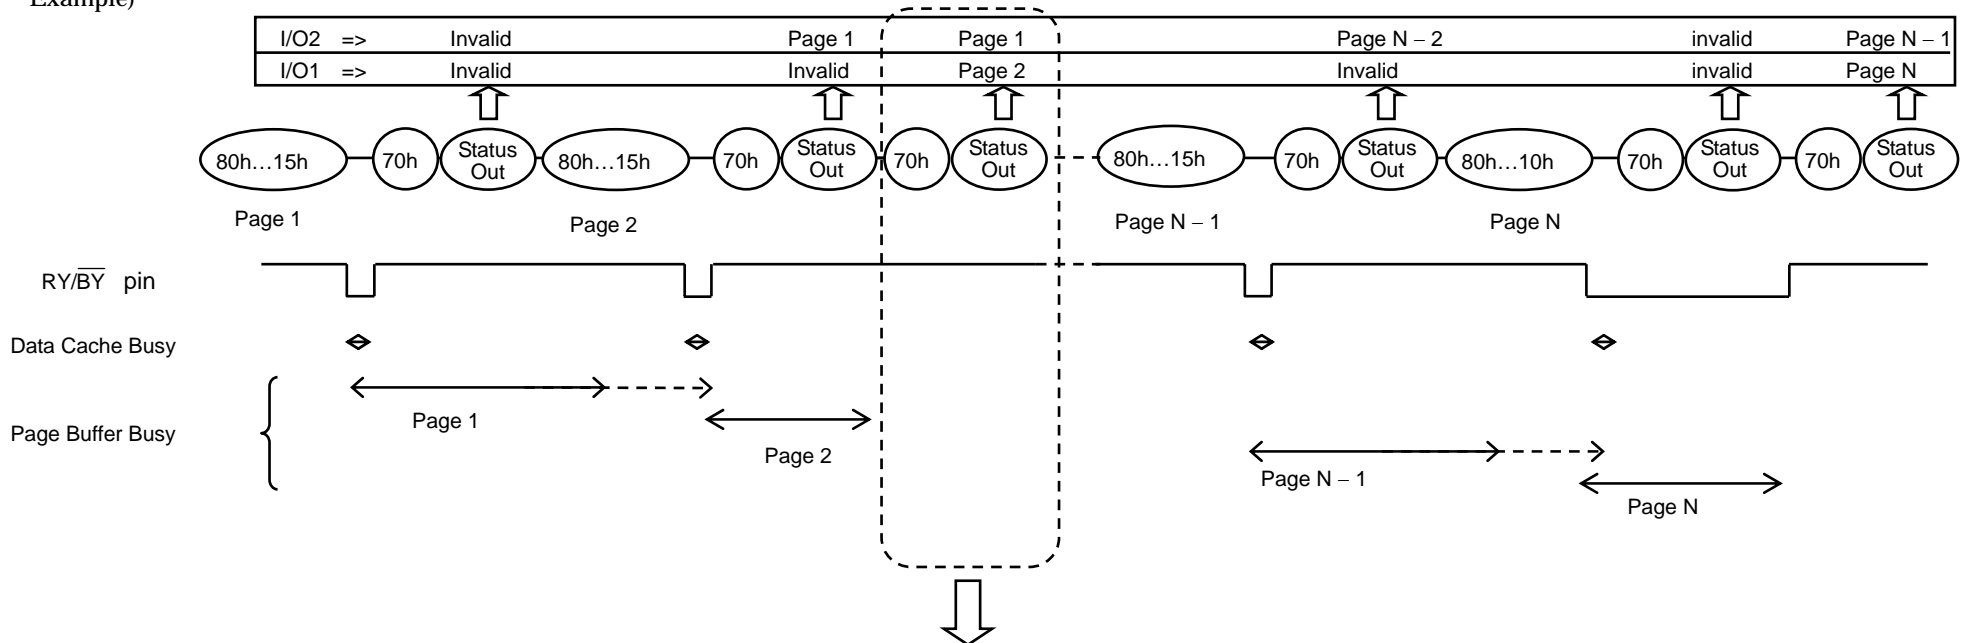 Example)
I/O2 => Invalid Page 1 Page 1 Page N – 2 invalid Page N – 1
I/O1 => Invalid Invalid Page 2 Invalid invalid Page N
80h…15h 70h Status Out 80h…15h 70h Status Out 70h Status Out 80h…15h 70h Status Out 80h…10h 70h Status Out 70h Status Out
Page 1 Page 2 Page N – 1 Page N
RY/BY pin
Data Cache Busy
Page Buffer Busy
Page 1
Page 2
Page N – 1
Page N